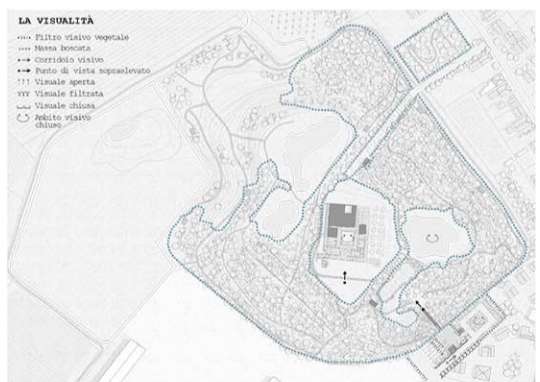 LA VISUALITÀ
Filtro visivo vegetale
Massa boscata
Corridoio visivo
Punto di vista sopraelevato
Visuale aperta
Visuale filtrata
Visuale chiusa
Ambito visivo
chiuso